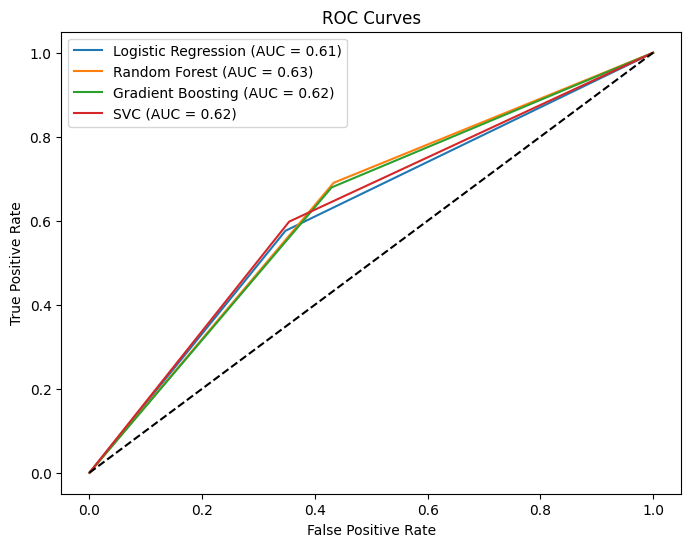 ROC Curves
Logistic Regression (AUC = 0.61)
Random Forest (AUC = 0.63)
Gradient Boosting (AUC = 0.62)
SVC (AUC = 0.62)
True Positive Rate
1.0
0.8
0.6
0.4
0.2
0.0
0.0 0.2 0.4 0.6 0.8 1.0
False Positive Rate